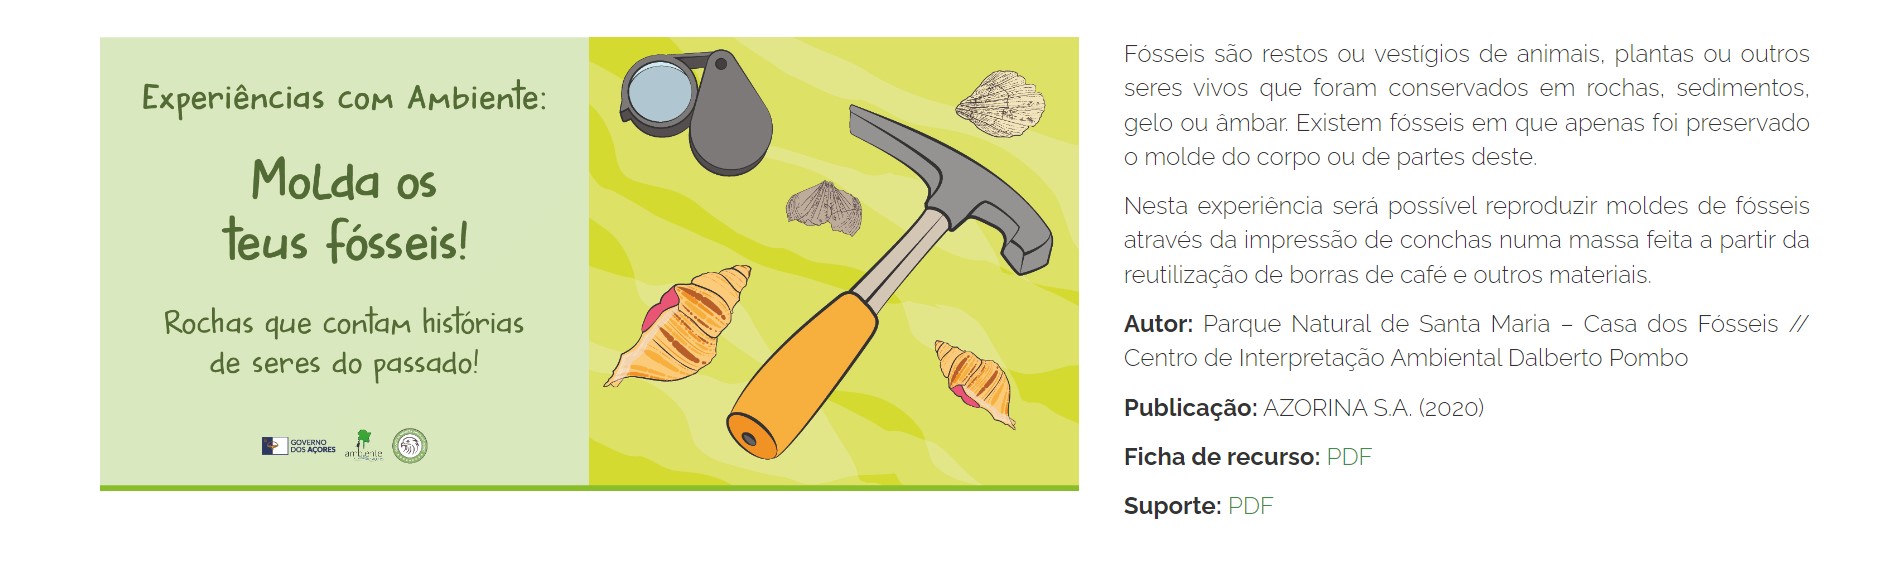 Experiências com Ambiente:
Molda os
teus fósseis!
Rochas que contam histórias
de seres do passado!
GOVERNO
DOS AÇORES
ambiente
Fósseis são restos ou vestígios de animais, plantas ou outros
seres vivos que foram conservados em rochas, sedimentos,
gelo ou âmbar. Existem fósseis em que apenas foi preservado
o molde do corpo ou de partes deste.
Nesta experiência será possível reproduzir moldes de fósseis
através da impressão de conchas numa massa feita a partir da
reutilização de borras de café e outros materiais.
Autor: Parque Natural de Santa Maria – Casa dos Fósseis //
Centro de Interpretação Ambiental Dalberto Pombo
Publicação: AZORINA S.A. (2020)
Ficha de recurso: PDF
Suporte: PDF